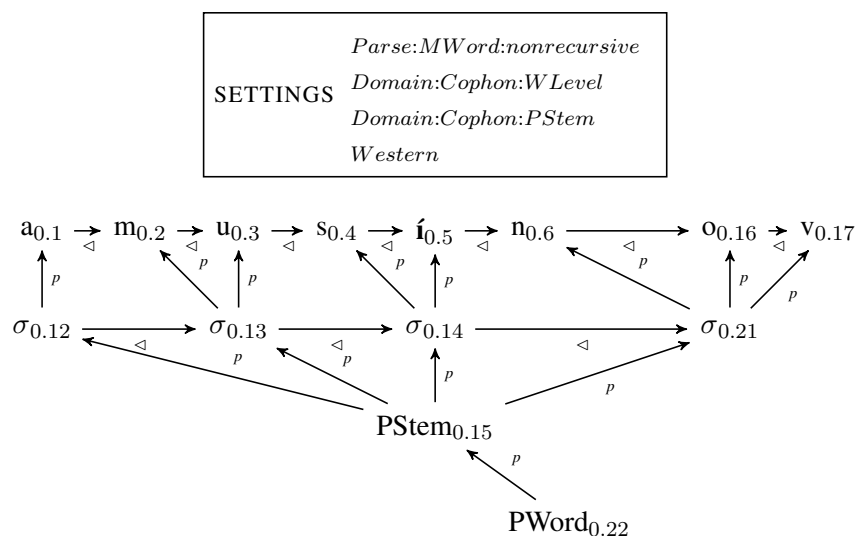 SETTINGS
Parse:MWord:nonrecursive
Domain:Cophon:WLevel
Domain:Cophon:PStem
Western
a0.1 ◁ m0.2 ◁ u0.3 ◁ s0.4 ◁ í0.5 ◁ n0.6 ◁ o0.16 ◁ v0.17
p p p p p p p p
σ0.12 ◁ σ0.13 ◁ σ0.14 ◁ σ0.21
p p p p
PStem0.15
p
PWord0.22